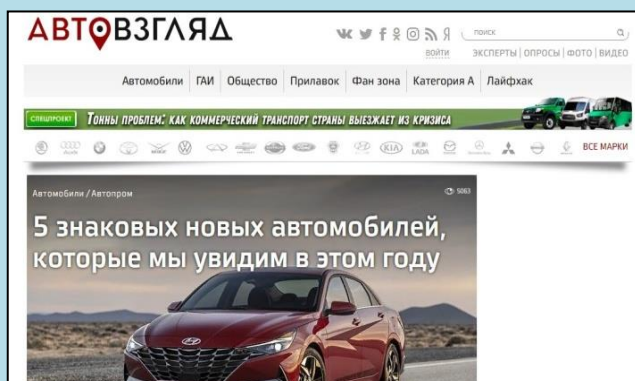 АВТОВЗГЛЯД
поиск
войти
ЭКСПЕРТЫ | ОПРОСЫ | ФОТО | ВИДЕО
Автомобили | ГАИ | Общество | Прилавок | Фан зона | Категория А | Лайфхак
СПЕЦПРОЕКТ Тонны проблем: как коммерческий транспорт страны выезжает из кризиса
KIA LADA ВСЕ МАРКИ
Автомобили / Автопром 5063
5 знаковых новых автомобилей,
которые мы увидим в этом году